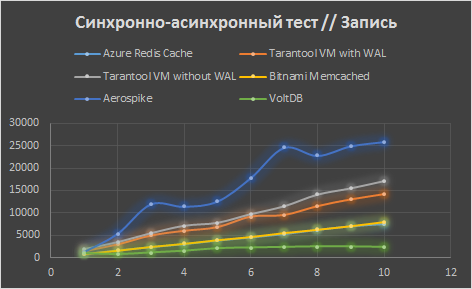 Синхронно-асинхронный тест // Запись
Azure Redis Cache Tarantool VM with WAL
Tarantool VM without WAL Bitnami Memcached
Aerospike VoltDB
30000
25000
20000
15000
10000
5000
0
0 2 4 6 8 10 12